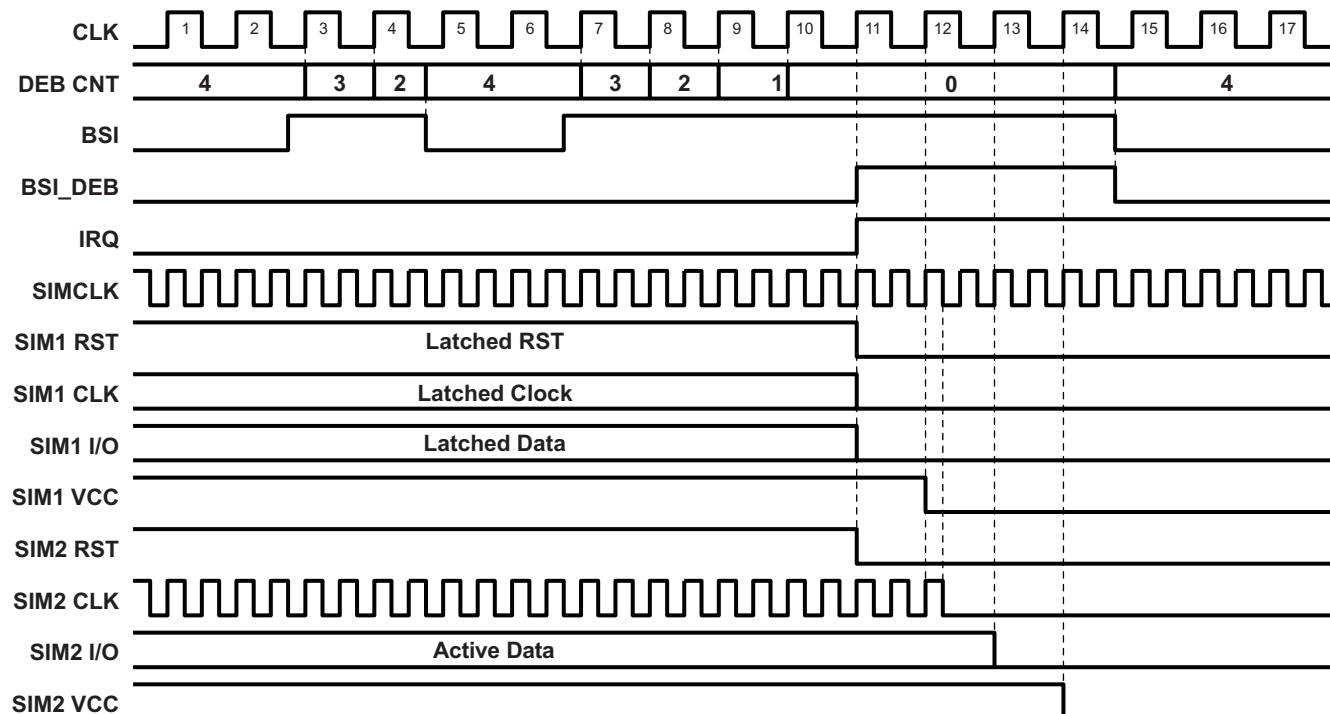 CLK 1 2 3 4 5 6 7 8 9 10 11 12 13 14 15 16 17
DEB CNT 4 3 2 4 3 2 1 0 4
BSI
BSI_DEB
IRQ
SIMCLK
SIM1 RST Latched RST
SIM1 CLK Latched Clock
SIM1 I/O Latched Data
SIM1 VCC
SIM2 RST
SIM2 CLK
SIM2 I/O Active Data
SIM2 VCC